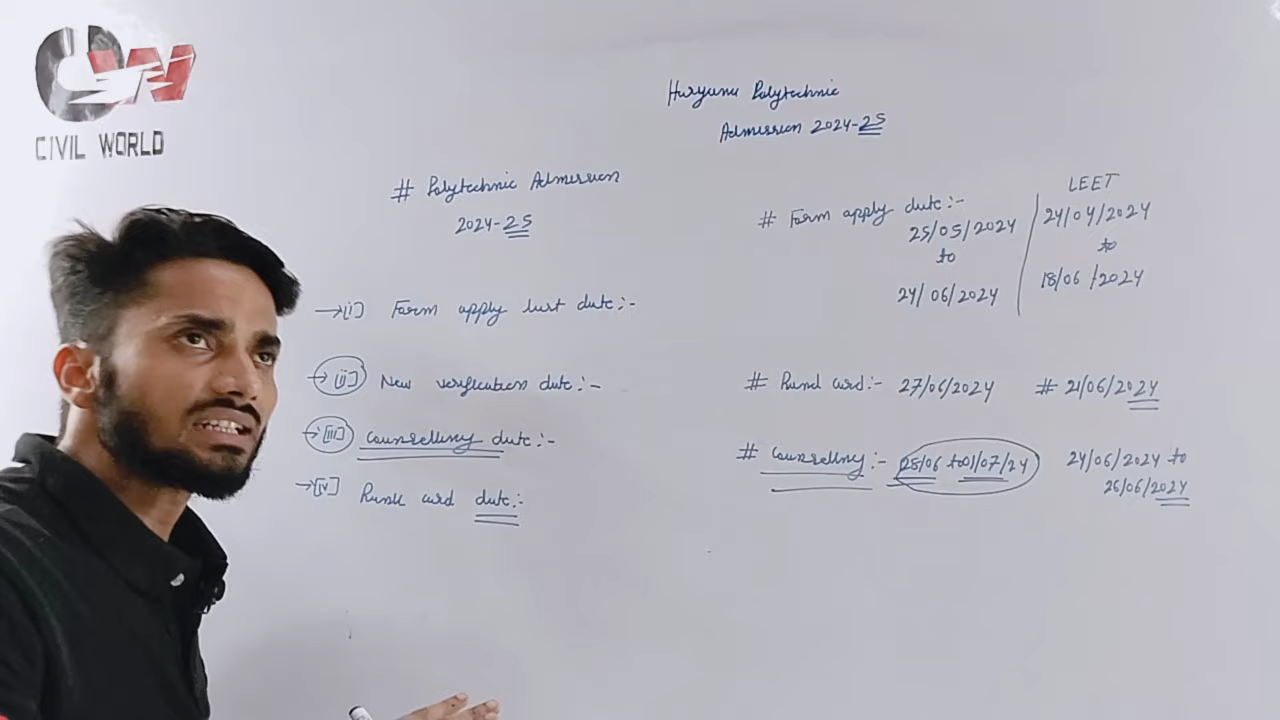 CW
CIVIL WORLD
Haryana Polytechnic
Admission 2024-25
# Polytechnic Admission
2024-25
→[i] Form apply last date:-
→[ii] New verification date:-
→[iii] Counselling date:-
→[iv] Rank card date:-
# Form apply date:-
25/05/2024
to
24/06/2024
LEET
24/04/2024
to
18/06/2024
# Rank card:- 27/06/2024 # 21/06/2024
# Counselling:- 28/06 to 01/07/24 24/06/2024 to
26/06/2024